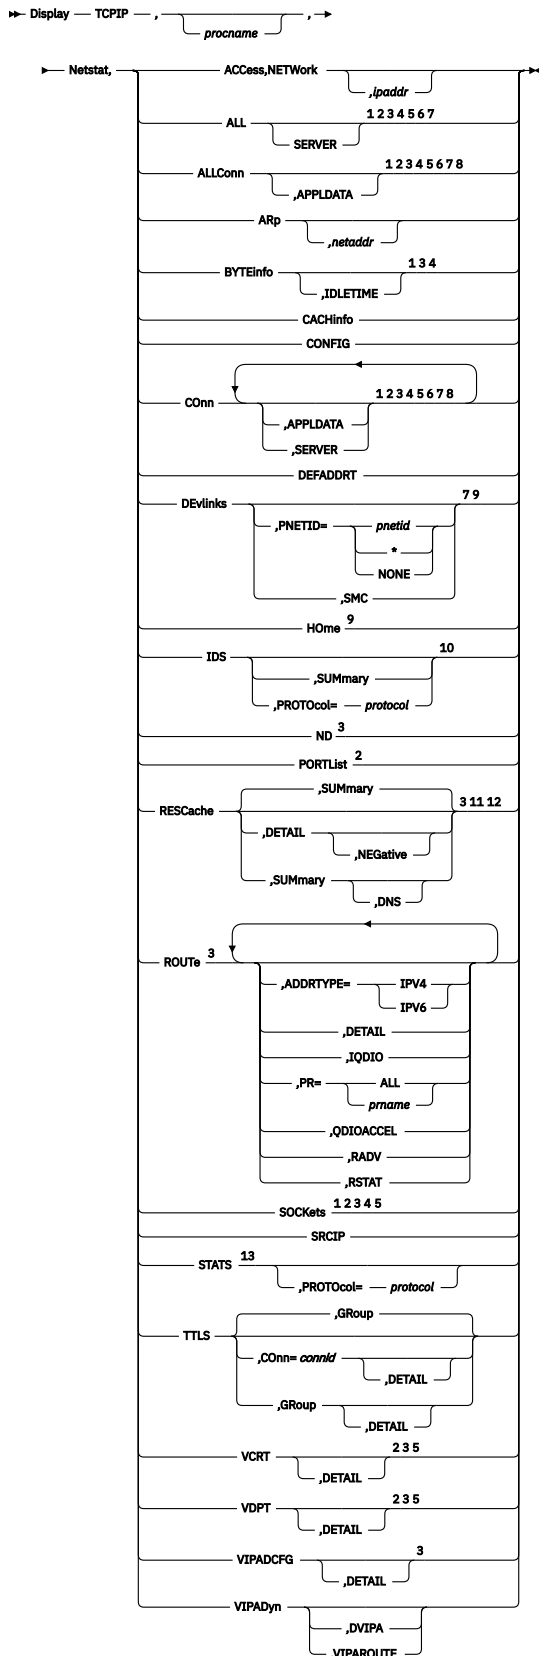 Display TCPIP , procname ,
Netstat, ACCess,NETWork ,ipaddr
ALL SERVER 1 2 3 4 5 6 7
ALLConn ,APPLDATA 1 2 3 4 5 6 7 8
ARp ,netaddr
BYTEinfo ,IDLETIME 1 3 4
CACHinfo
CONFIG
COnn ,APPLDATA ,SERVER 1 2 3 4 5 6 7 8
DEFADDRT
DEvlinks ,PNETID= pnetid * NONE ,SMC 7 9
HOme 9
IDS ,SUMmary ,PROTOcol= protocol 10
ND 3
PORTList 2
RESCache ,SUMmary ,DETAIL ,NEGative ,SUMmary ,DNS 3 11 12
ROUTe 3 ,ADDRTYPE= IPV4 IPV6
,DETAIL
,IQDIO
,PR= ALL prname
,QDIOACCEL
,RADV
,RSTAT
SOCKets 1 2 3 4 5
SRCIP
STATS 13 ,PROTOcol= protocol
TTLS ,GRoup
,COnn= connid ,DETAIL
,GRoup ,DETAIL
VCRT ,DETAIL 2 3 5
VDPT ,DETAIL 2 3 5
VIPADCFG ,DETAIL 3
VIPADyn ,DVIPA
VIPAROUTE